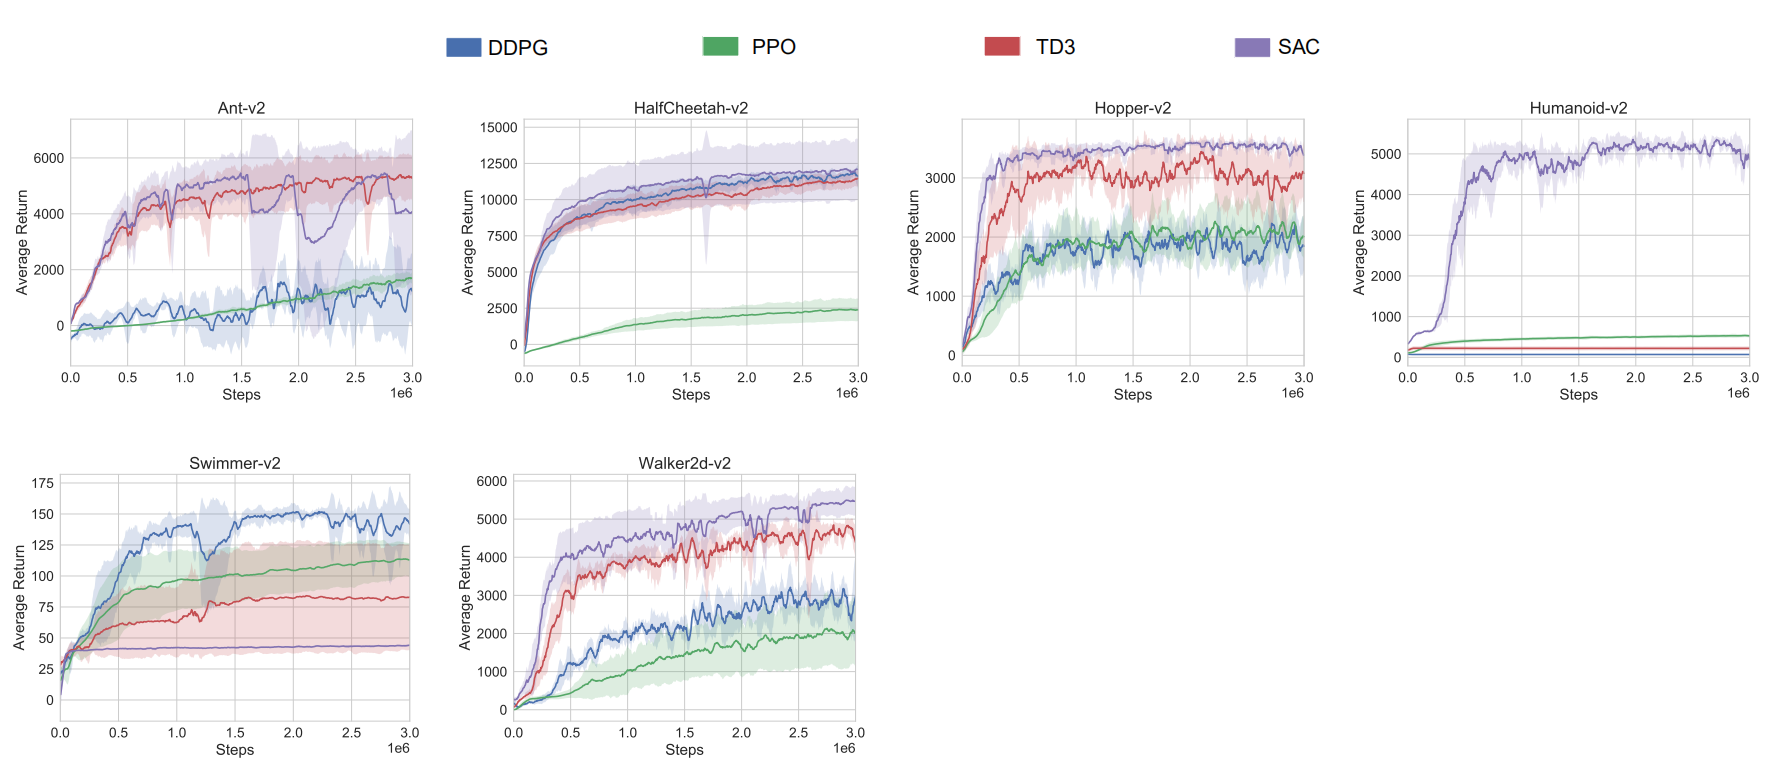 DDPG PPO TD3 SAC
Ant-v2
Average Return
6000
4000
2000
0
0.0 0.5 1.0 1.5 2.0 2.5 3.0
Steps 1e6
HalfCheetah-v2
Average Return
15000
12500
10000
7500
5000
2500
0
0.0 0.5 1.0 1.5 2.0 2.5 3.0
Steps 1e6
Hopper-v2
Average Return
3000
2000
1000
0
0.0 0.5 1.0 1.5 2.0 2.5 3.0
Steps 1e6
Humanoid-v2
Average Return
5000
4000
3000
2000
1000
0
0.0 0.5 1.0 1.5 2.0 2.5 3.0
Steps 1e6
Swimmer-v2
Average Return
175
150
125
100
75
50
25
0
0.0 0.5 1.0 1.5 2.0 2.5 3.0
Steps 1e6
Walker2d-v2
Average Return
6000
5000
4000
3000
2000
1000
0
0.0 0.5 1.0 1.5 2.0 2.5 3.0
Steps 1e6